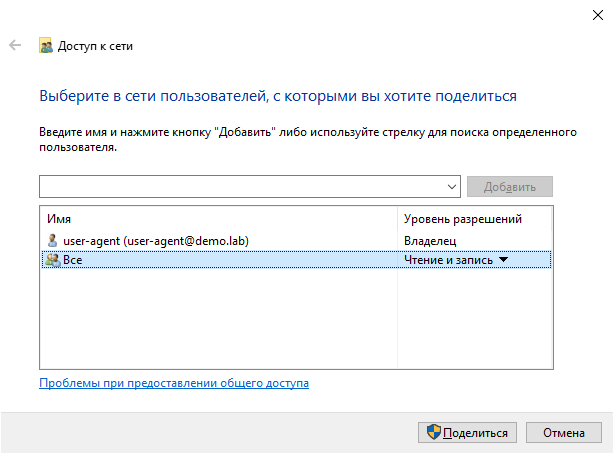 Доступ к сети
Выберите в сети пользователей, с которыми вы хотите поделиться
Введите имя и нажмите кнопку "Добавить" либо используйте стрелку для поиска определенного
пользователя.
Добавить
Имя Уровень разрешений
user-agent (user-agent@demo.lab) Владелец
Все Чтение и запись
Проблемы при предоставлении общего доступа
Поделиться Отмена